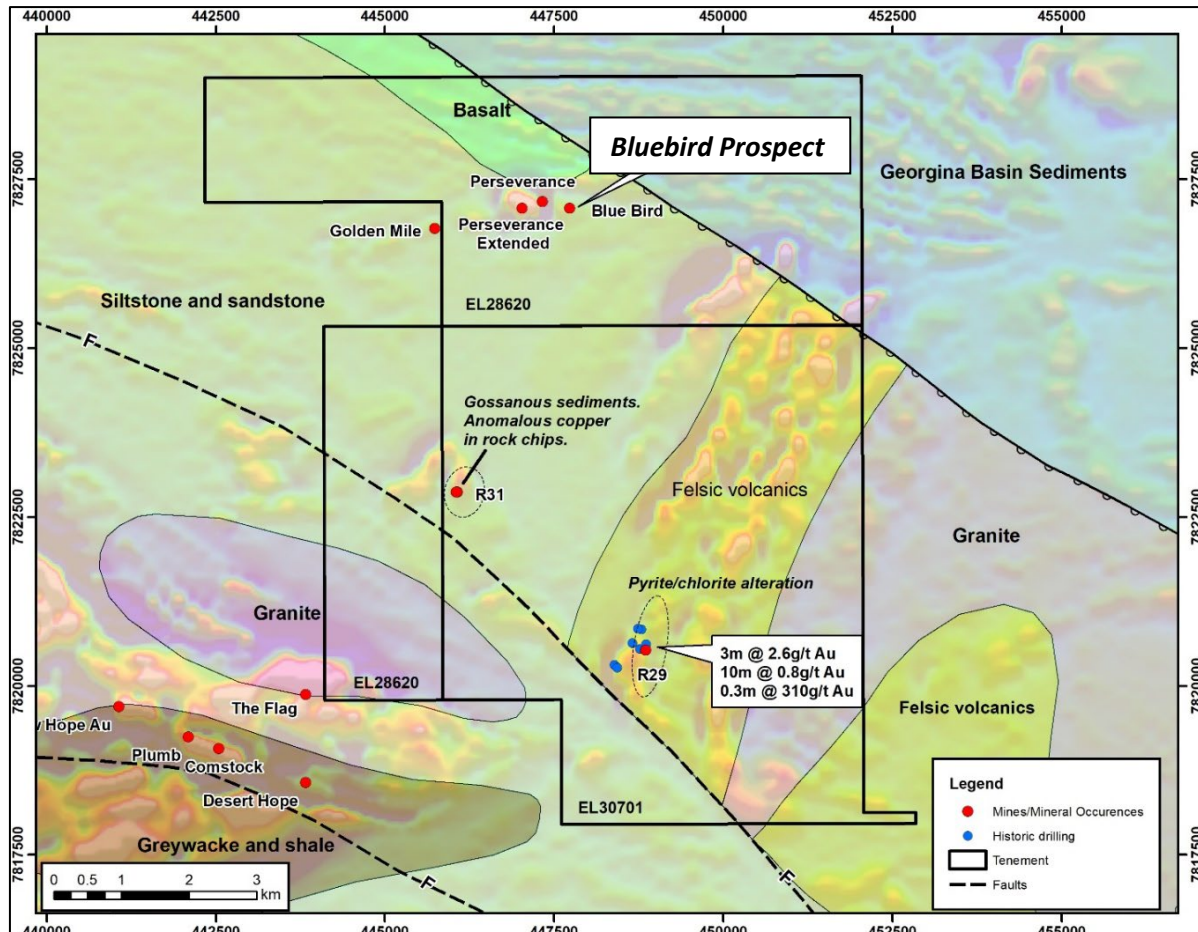 440000
442500
445000
447500
450000
452500
455000
7827500
7825000
7822500
7820000
7817500
7827500
7825000
7822500
7820000
7817500
Basalt
Bluebird Prospect
Georgina Basin Sediments
Perseverance
Blue Bird
Perseverance
Extended
Golden Mile
Siltstone and sandstone
EL28620
F
Gossanous sediments.
Anomalous copper
in rock chips.
R31
Felsic volcanics
Granite
Pyrite/chlorite alteration
Granite
3m @ 2.6g/t Au
10m @ 0.8g/t Au
0.3m @ 310g/t Au
R29
EL28620
The Flag
Felsic volcanics
w Hope Au
Plumb
Comstock
Desert Hope
EL30701
Greywacke and shale
F
F
Legend
Mines/Mineral Occurences
Historic drilling
Tenement
Faults
0 0.5 1 2 3
km
440000
442500
445000
447500
450000
452500
455000